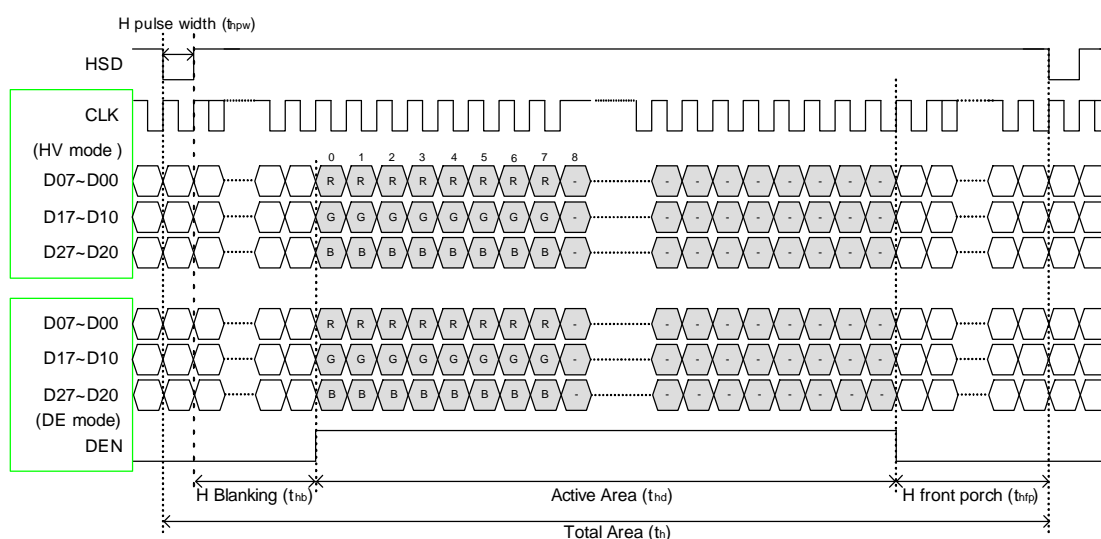 H pulse width (thpw)
HSD
CLK
(HV mode )
0 1 2 3 4 5 6 7 8
D07~D00 R R R R R R R R - - - - - - - - -
D17~D10 G G G G G G G G - - - - - - - - -
D27~D20 B B B B B B B B - - - - - - - - -
D07~D00 R R R R R R R R - - - - - - - - -
D17~D10 G G G G G G G G - - - - - - - - -
D27~D20 B B B B B B B B - - - - - - - - -
(DE mode)
DEN
H Blanking (thb) Active Area (thd) H front porch (thfp)
Total Area (th)